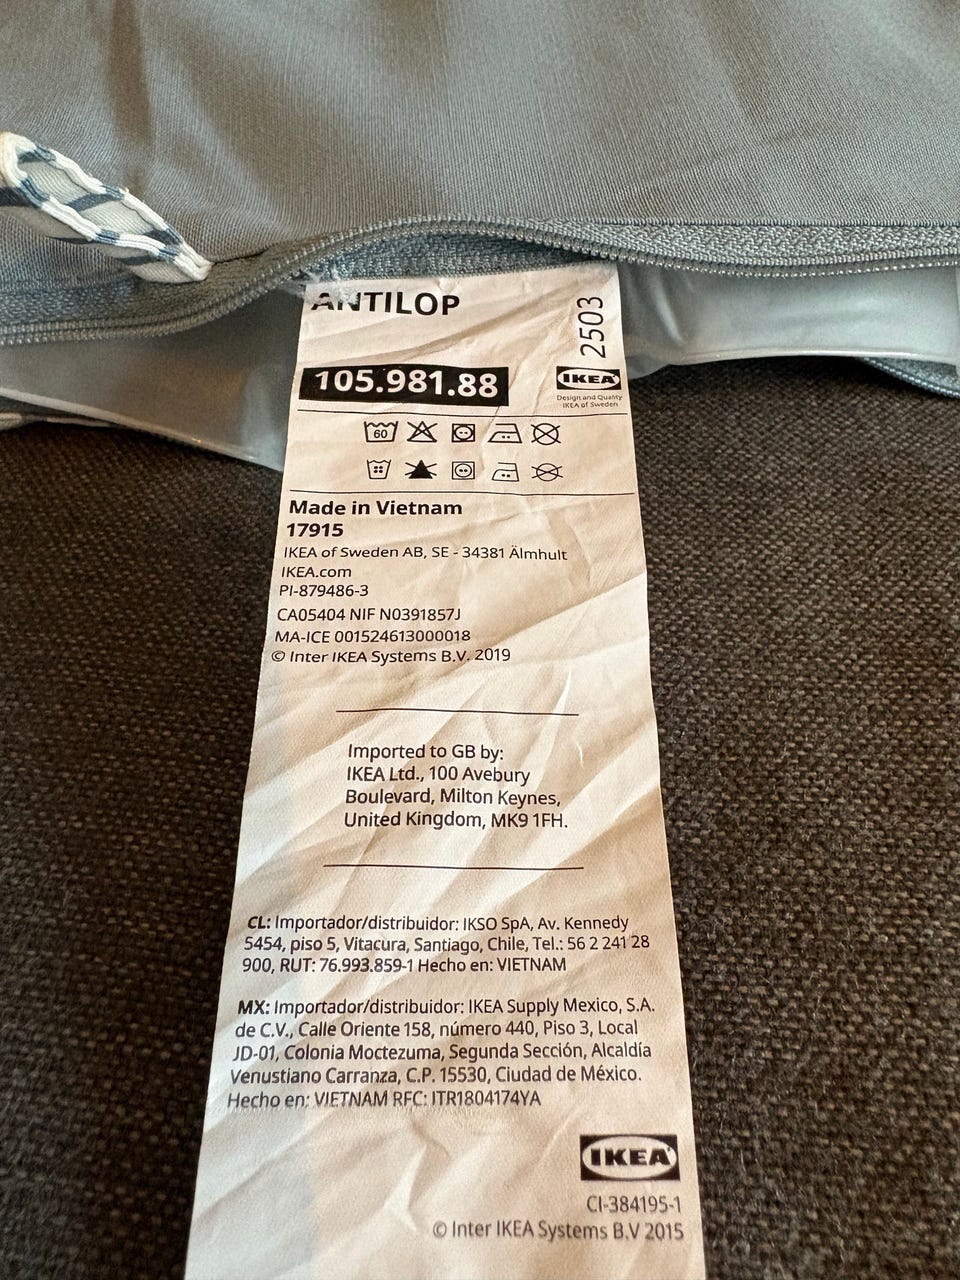 ANTILOP
2503
105.981.88
IKEA
Design and Quality
IKEA of Sweden
60
Made in Vietnam
17915
IKEA of Sweden AB, SE - 34381 Älmhult
IKEA.com
PI-879486-3
CA05404 NIF N0391857J
MA-ICE 001524613000018
© Inter IKEA Systems B.V. 2019
Imported to GB by:
IKEA Ltd., 100 Avebury
Boulevard, Milton Keynes,
United Kingdom, MK9 1FH.
CL: Importador/distribuidor: IKSO SpA, Av. Kennedy
5454, piso 5, Vitacura, Santiago, Chile, Tel.: 56 2 241 28
900, RUT: 76.993.859-1 Hecho en: VIETNAM
MX: Importador/distribuidor: IKEA Supply Mexico, S.A.
de C.V., Calle Oriente 158, número 440, Piso 3, Local
JD-01, Colonia Moctezuma, Segunda Sección, Alcaldía
Venustiano Carranza, C.P. 15530, Ciudad de México.
Hecho en: VIETNAM RFC: ITR1804174YA
IKEA
CI-384195-1
© Inter IKEA Systems B.V 2015